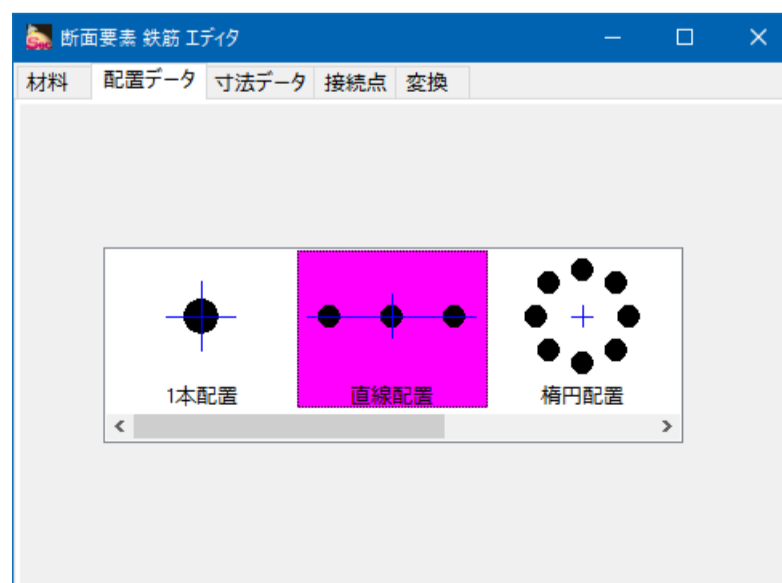 断面要素 鉄筋 エディタ
材料 配置データ 寸法データ 接続点 変換
1本配置 直線配置 楕円配置